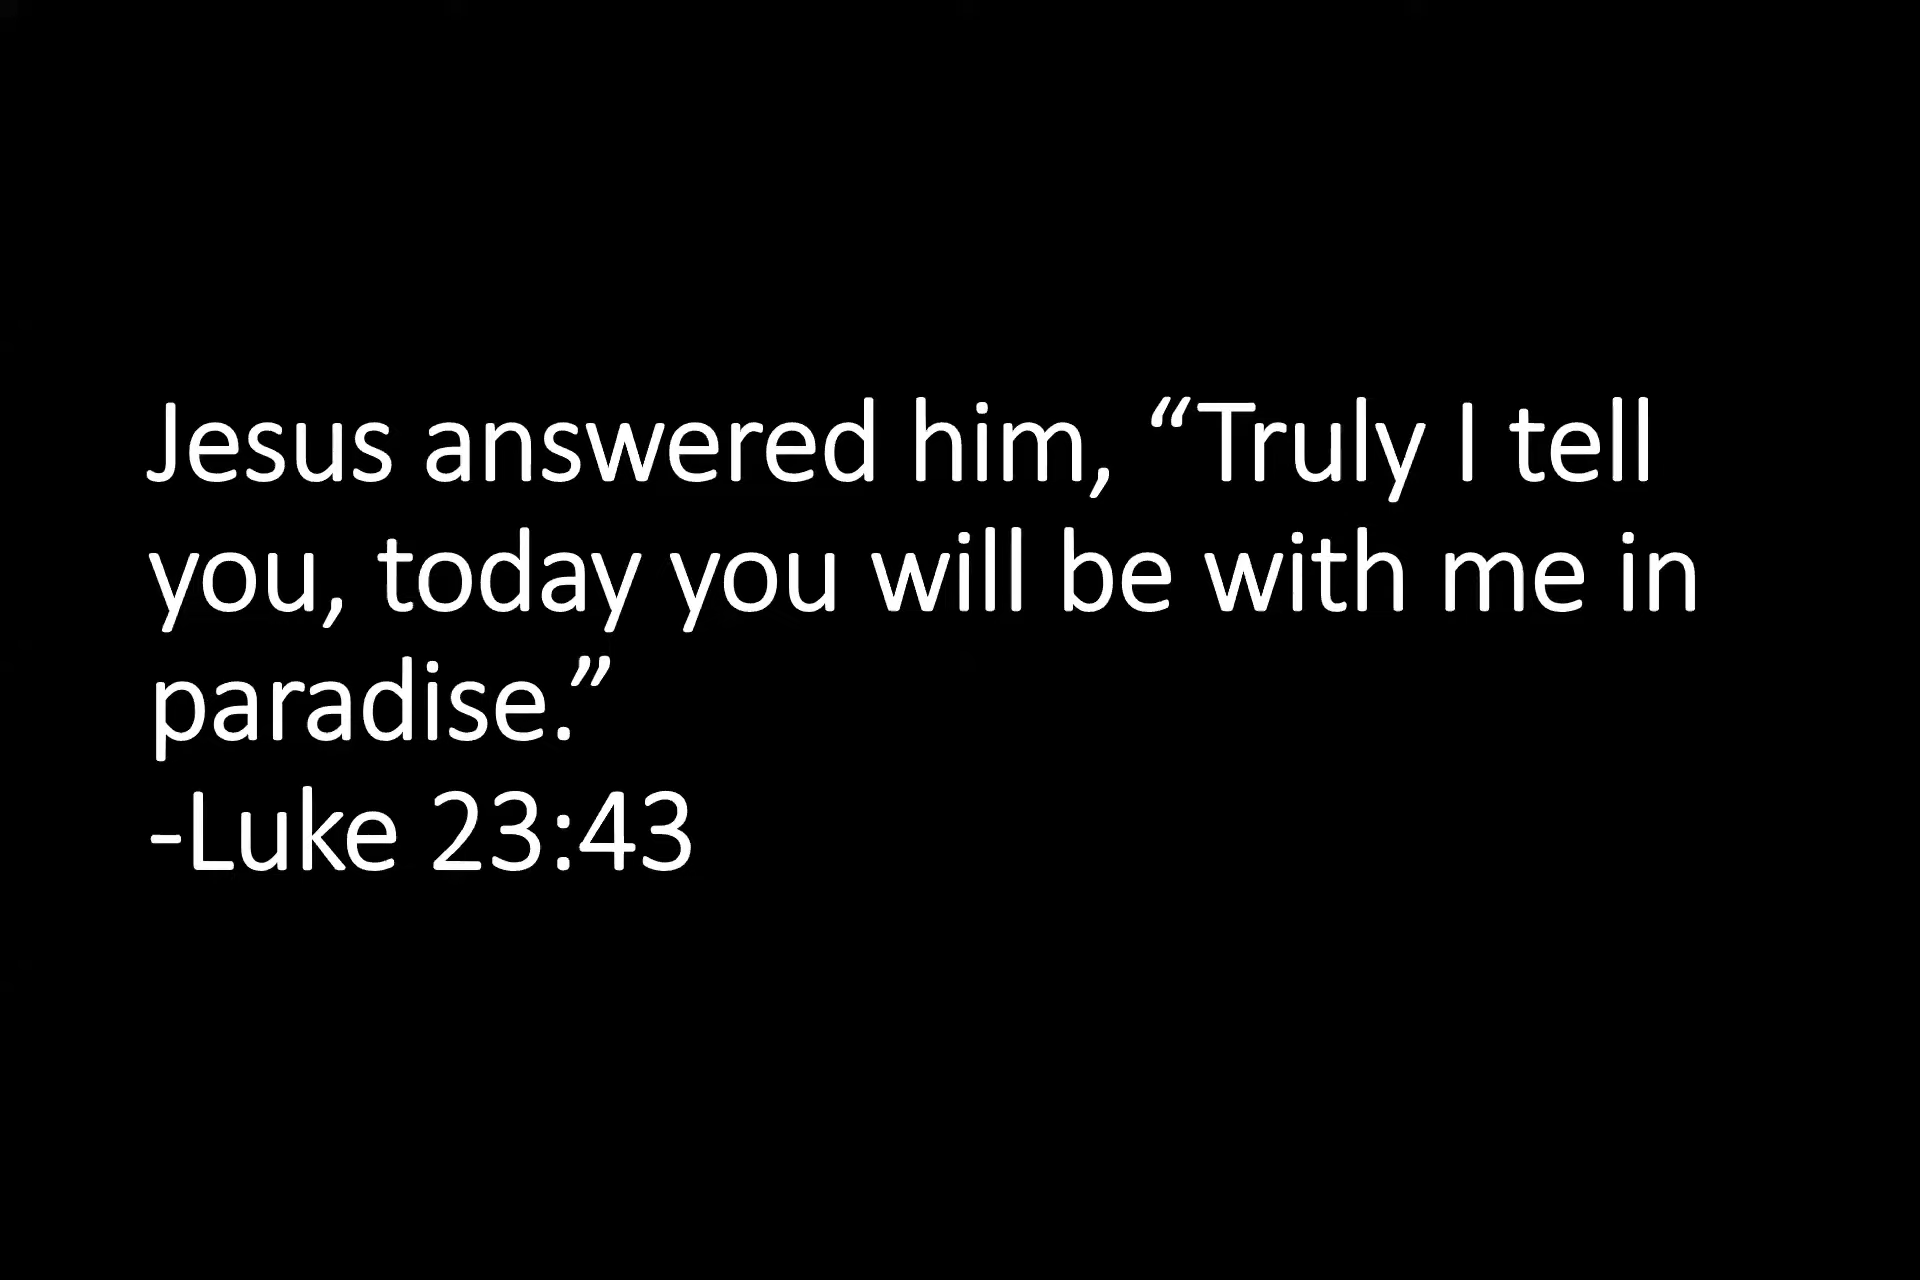 Jesus answered him, “Truly I tell
you, today you will be with me in
paradise.”
-Luke 23:43